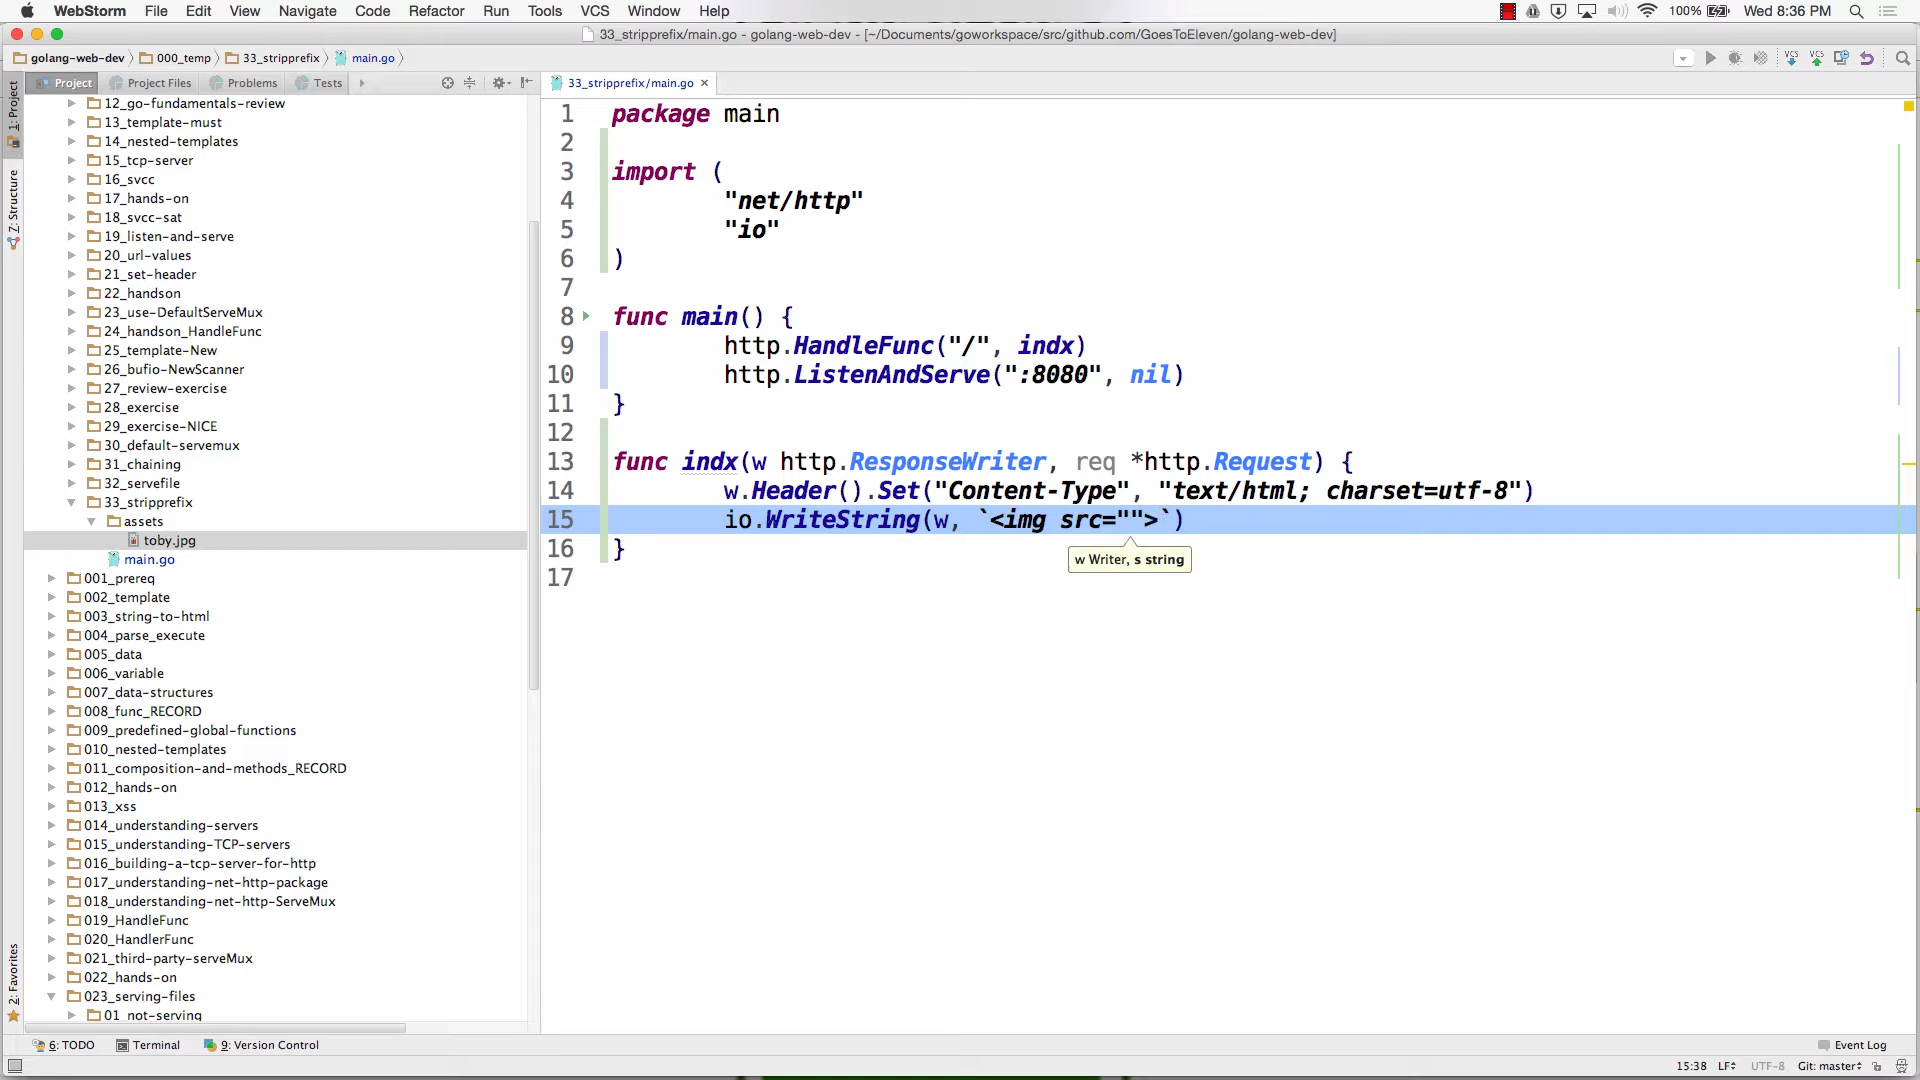 WebStorm File Edit View Navigate Code Refactor Run Tools VCS Window Help 100% Wed 8:36 PM
33_stripprefix/main.go - golang-web-dev - [~/Documents/goworkspace/src/github.com/GoesToEleven/golang-web-dev]
golang-web-dev 000_temp 33_stripprefix main.go
VCS VCS
Project Project Files Problems Tests
33_stripprefix/main.go
1: Project
7: Structure
2: Favorites
12_go-fundamentals-review
13_template-must
14_nested-templates
15_tcp-server
16_svcc
17_hands-on
18_svcc-sat
19_listen-and-serve
20_url-values
21_set-header
22_handson
23_use-DefaultServeMux
24_handson_HandleFunc
25_template-New
26_bufio-NewScanner
27_review-exercise
28_exercise
29_exercise-NICE
30_default-servemux
31_chaining
32_servefile
33_stripprefix
assets
toby.jpg
main.go
001_prereq
002_template
003_string-to-html
004_parse_execute
005_data
006_variable
007_data-structures
008_func_RECORD
009_predefined-global-functions
010_nested-templates
011_composition-and-methods_RECORD
012_hands-on
013_xss
014_understanding-servers
015_understanding-TCP-servers
016_building-a-tcp-server-for-http
017_understanding-net-http-package
018_understanding-net-http-ServeMux
019_HandleFunc
020_HandlerFunc
021_third-party-serveMux
022_hands-on
023_serving-files
01_not-serving
1 package main
2
3 import (
4 "net/http"
5 "io"
6 )
7
8 func main() {
9 http.HandleFunc("/", indx)
10 http.ListenAndServe(":8080", nil)
11 }
12
13 func indx(w http.ResponseWriter, req *http.Request) {
14 w.Header().Set("Content-Type", "text/html; charset=utf-8")
15 io.WriteString(w, `<img src="">`)
16 }
w Writer, s string
17
6: TODO Terminal 9: Version Control Event Log
15:38 LF UTF-8 Git: master